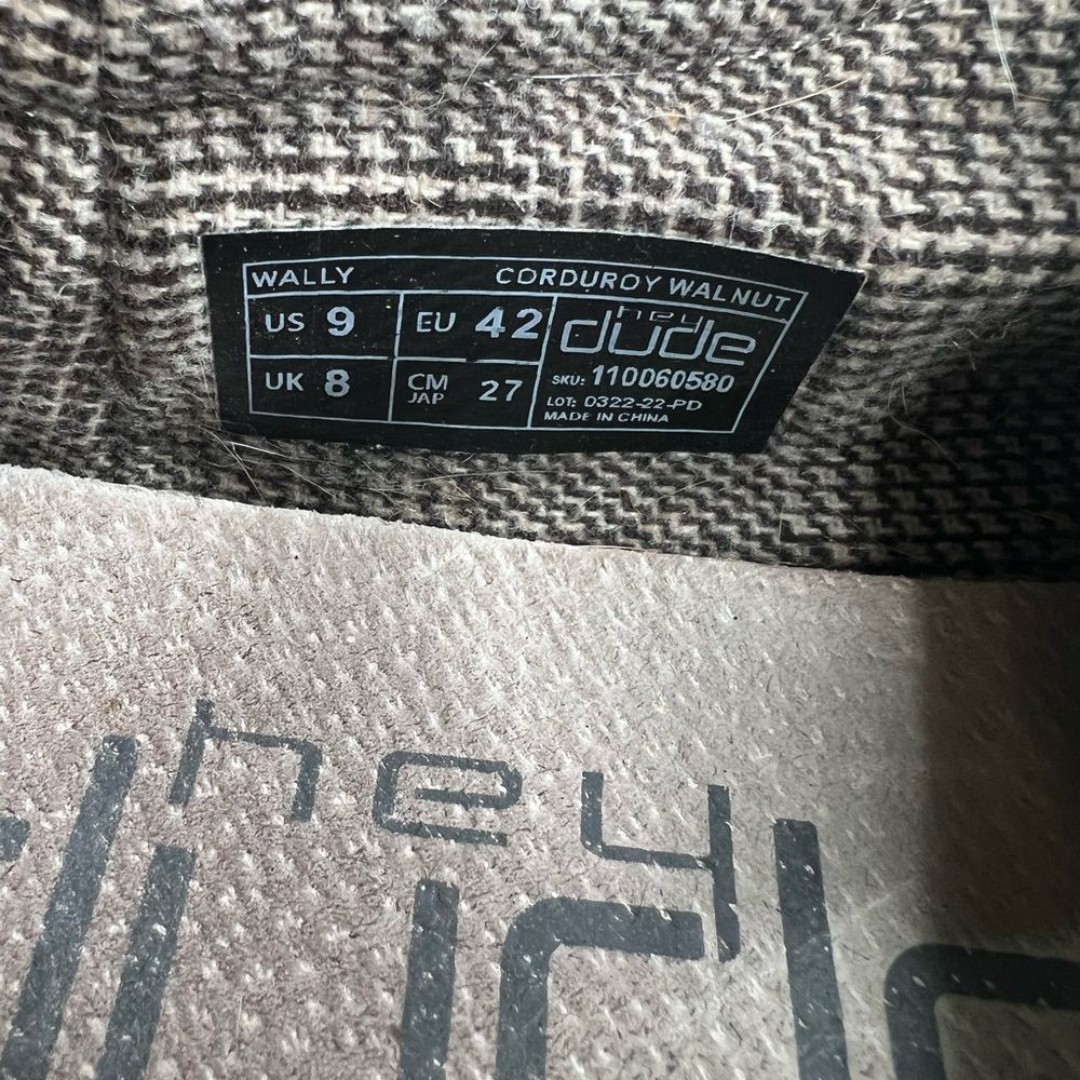 WALLY CORDUROY WALNUT
US 9 EU 42
hey dude
UK 8 CM JAP 27
SKU: 110060580
LOT: 0322-22-PD
MADE IN CHINA
hey